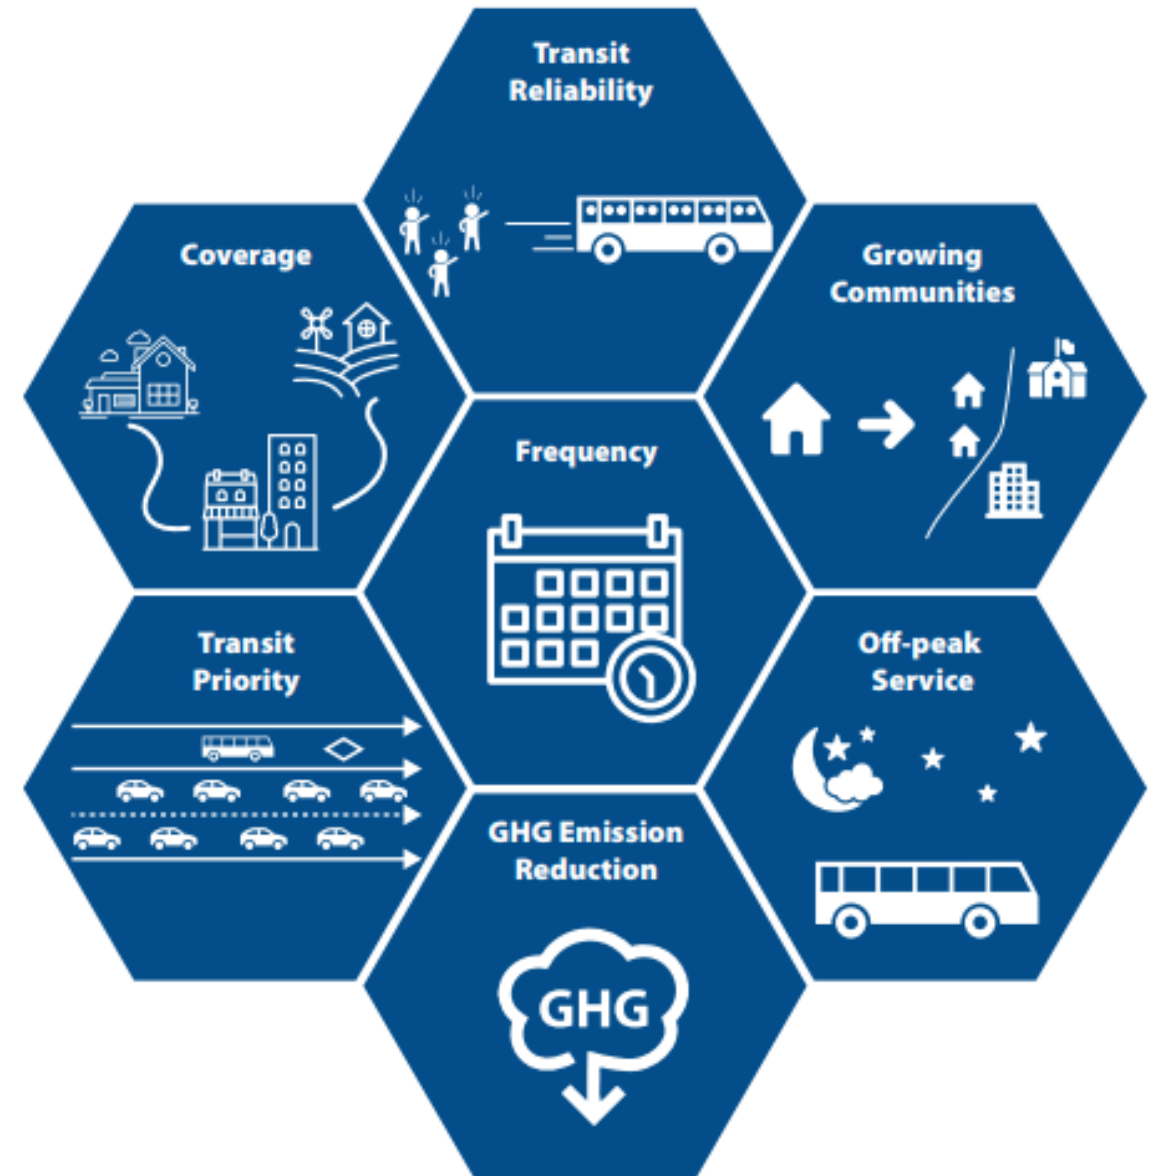 Transit
Reliability
Coverage
Growing
Communities
Frequency
Transit
Priority
Off-peak
Service
GHG Emission
Reduction
GHG